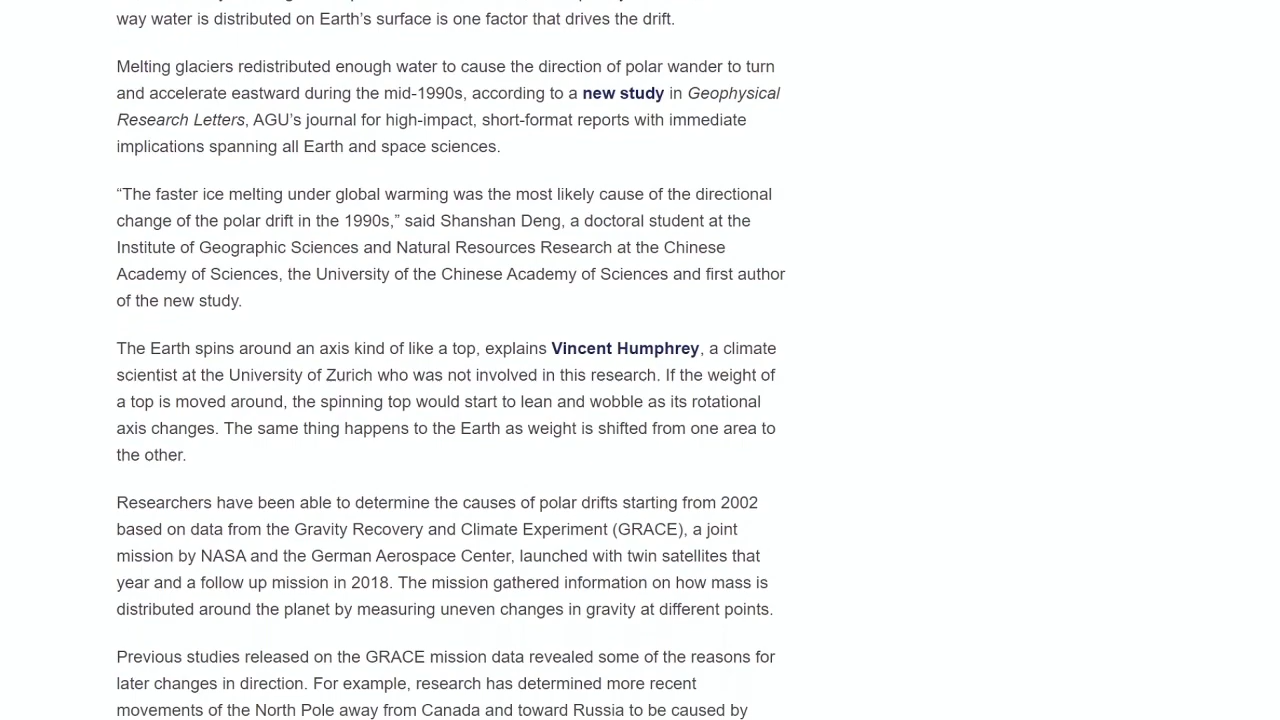 way water is distributed on Earth’s surface is one factor that drives the drift.
Melting glaciers redistributed enough water to cause the direction of polar wander to turn
and accelerate eastward during the mid-1990s, according to a new study in Geophysical
Research Letters, AGU’s journal for high-impact, short-format reports with immediate
implications spanning all Earth and space sciences.
“The faster ice melting under global warming was the most likely cause of the directional
change of the polar drift in the 1990s,” said Shanshan Deng, a doctoral student at the
Institute of Geographic Sciences and Natural Resources Research at the Chinese
Academy of Sciences, the University of the Chinese Academy of Sciences and first author
of the new study.
The Earth spins around an axis kind of like a top, explains Vincent Humphrey, a climate
scientist at the University of Zurich who was not involved in this research. If the weight of
a top is moved around, the spinning top would start to lean and wobble as its rotational
axis changes. The same thing happens to the Earth as weight is shifted from one area to
the other.
Researchers have been able to determine the causes of polar drifts starting from 2002
based on data from the Gravity Recovery and Climate Experiment (GRACE), a joint
mission by NASA and the German Aerospace Center, launched with twin satellites that
year and a follow up mission in 2018. The mission gathered information on how mass is
distributed around the planet by measuring uneven changes in gravity at different points.
Previous studies released on the GRACE mission data revealed some of the reasons for
later changes in direction. For example, research has determined more recent
movements of the North Pole away from Canada and toward Russia to be caused by